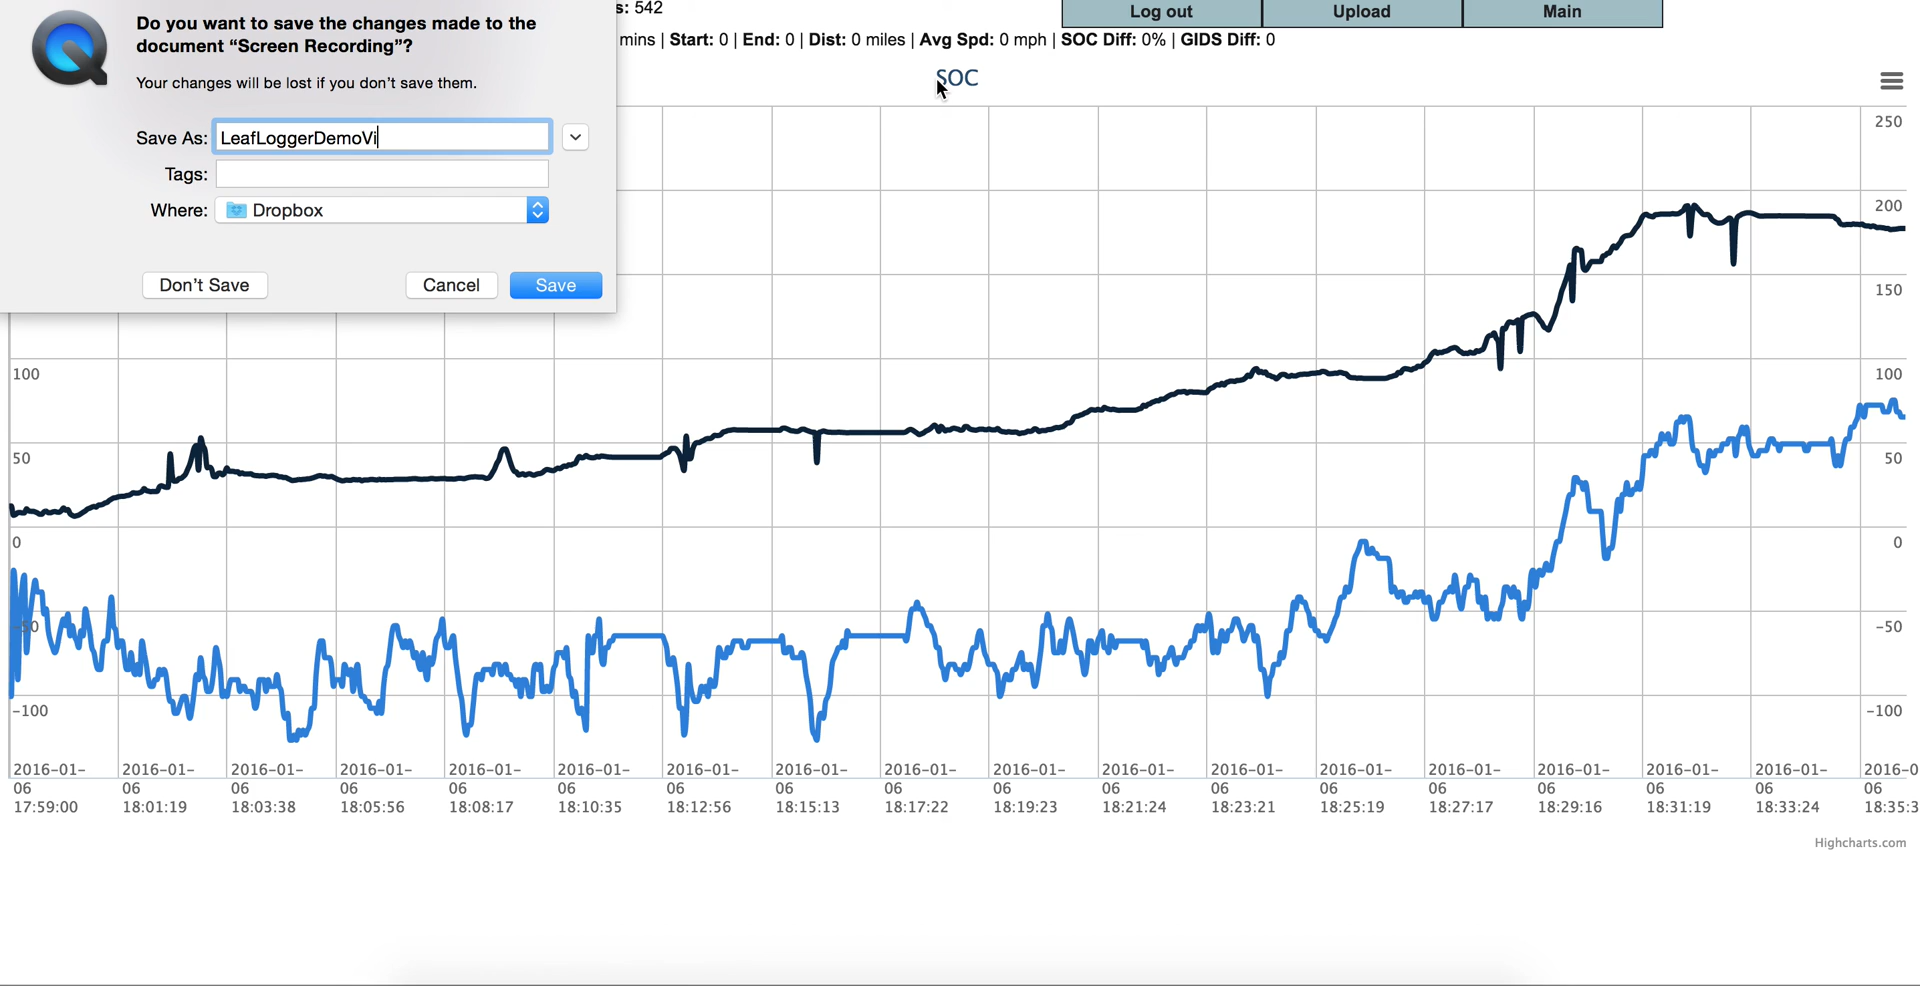 Do you want to save the changes made to the
document “Screen Recording”?
Your changes will be lost if you don’t save them.
Save As: LeafLoggerDemoVi
Tags:
Where: Dropbox
Don’t Save Cancel Save
s: 542
Log out Upload Main
mins | Start: 0 | End: 0 | Dist: 0 miles | Avg Spd: 0 mph | SOC Diff: 0% | GIDS Diff: 0
SOC
250
200
150
100 100
50 50
0 0
-50 -50
-100 -100
2016-01- 2016-01- 2016-01- 2016-01- 2016-01- 2016-01- 2016-01- 2016-01- 2016-01- 2016-01- 2016-01- 2016-01- 2016-01- 2016-01- 2016-01- 2016-01- 2016-01- 2016-0
06 06 06 06 06 06 06 06 06 06 06 06 06 06 06 06 06 06
17:59:00 18:01:19 18:03:38 18:05:56 18:08:17 18:10:35 18:12:56 18:15:13 18:17:22 18:19:23 18:21:24 18:23:21 18:25:19 18:27:17 18:29:16 18:31:19 18:33:24 18:35:3
Highcharts.com